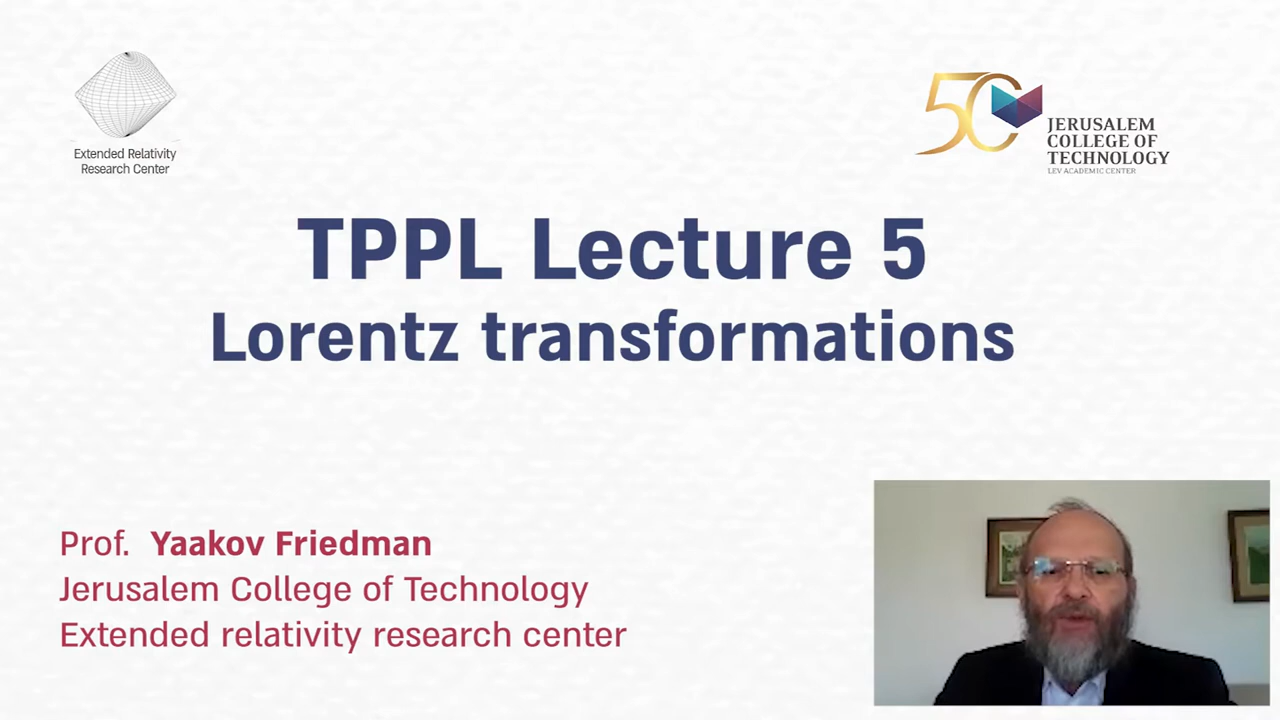 Extended Relativity
Research Center
50
JERUSALEM
COLLEGE OF
TECHNOLOGY
LEV ACADEMIC CENTER
TPPL Lecture 5
Lorentz transformations
Prof. Yaakov Friedman
Jerusalem College of Technology
Extended relativity research center